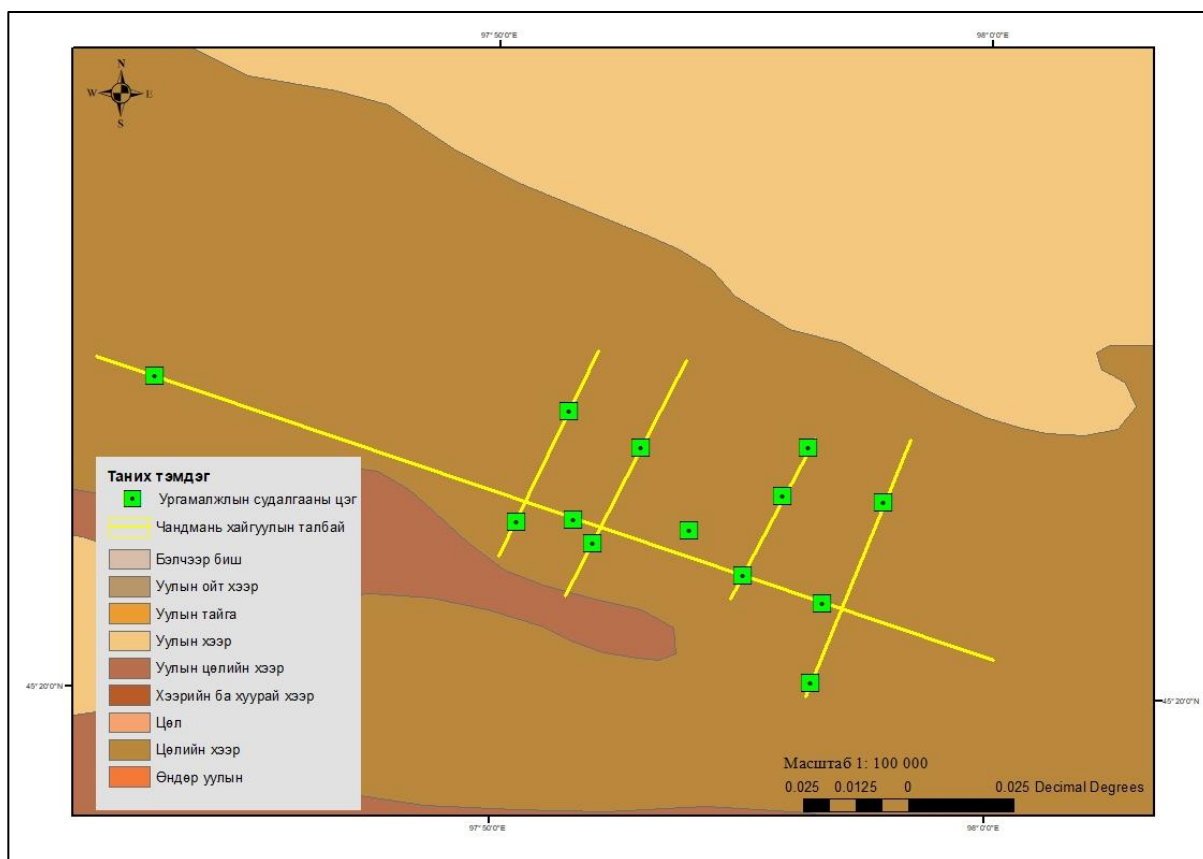 97°50'0"E
98°0'0"E
N
W
E
S
Таних тэмдэг
Ургамалжлын судалгааны цэг
Чандмань хайгуулын талбай
Бэлчээр биш
Уулын ойт хээр
Уулын тайга
Уулын хээр
Уулын цөлийн хээр
Хээрийн ба хуурай хээр
Цөл
Цөлийн хээр
Өндөр уулын
45°20'0"N
45°20'0"N
Масштаб 1: 100 000
0.025 0.0125 0 0.025 Decimal Degrees
97°50'0"E
98°0'0"E